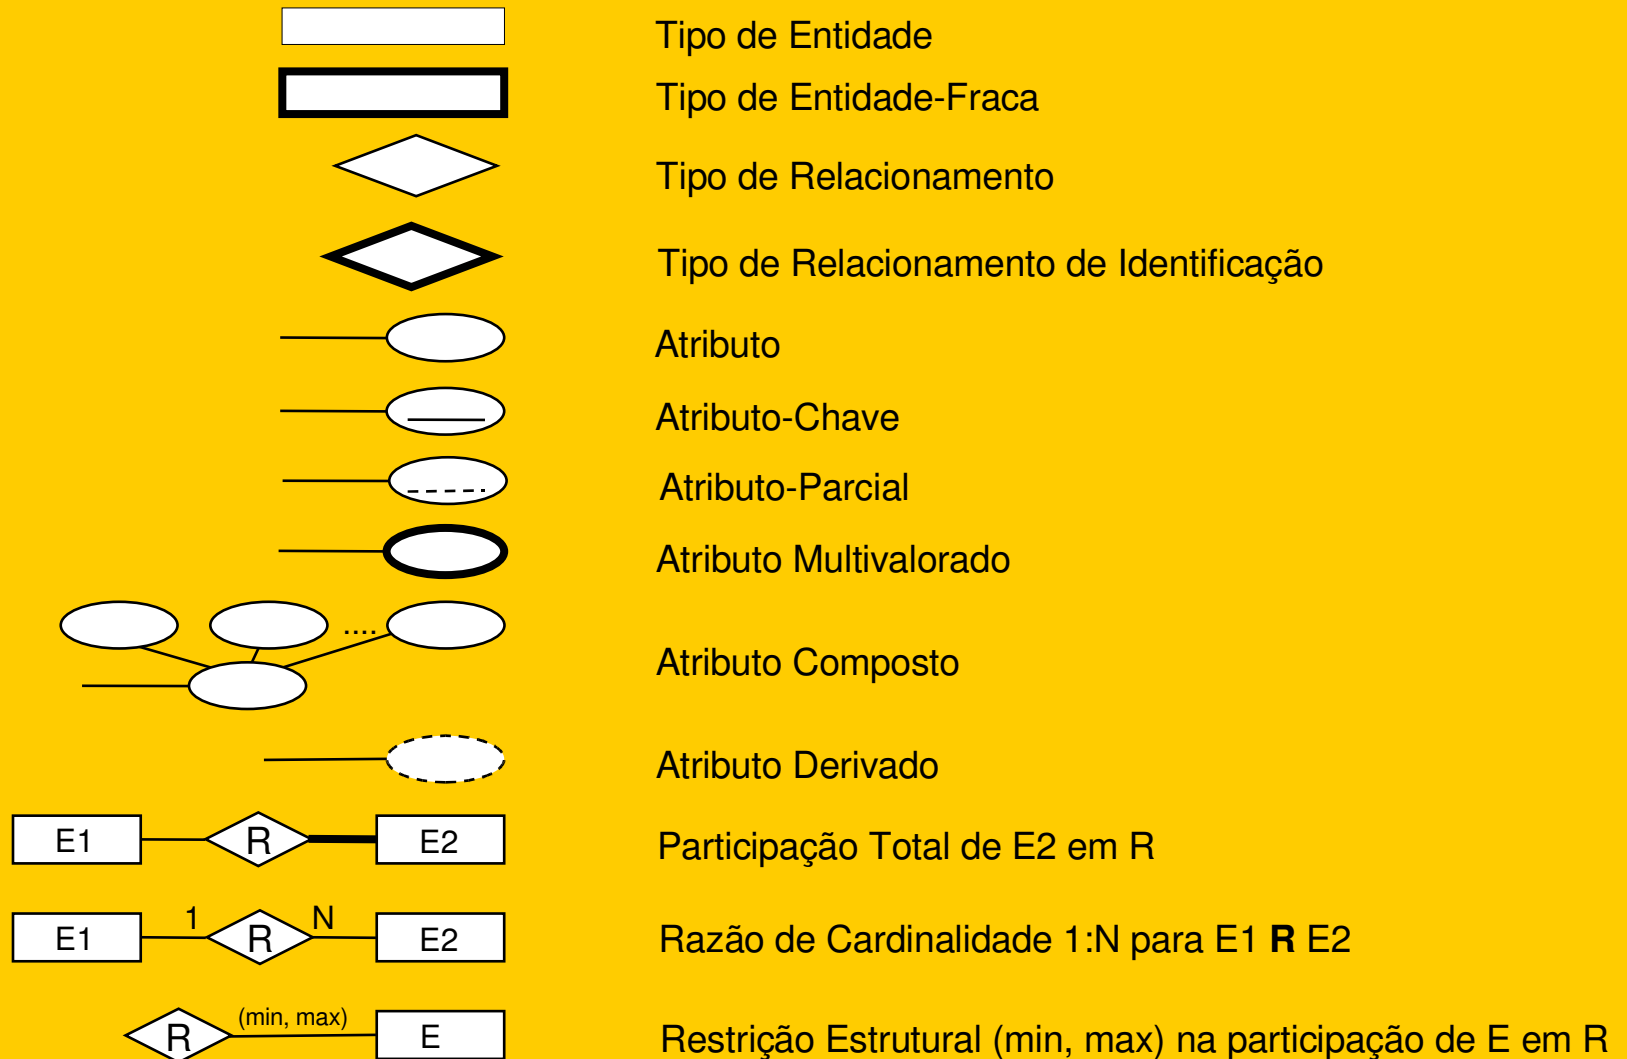 Tipo de Entidade
Tipo de Entidade-Fraca
Tipo de Relacionamento
Tipo de Relacionamento de Identificação
Atributo
Atributo-Chave
Atributo-Parcial
Atributo Multivalorado
....
Atributo Composto
Atributo Derivado
E1 R E2 Participação Total de E2 em R
E1 1 R N E2 Razão de Cardinalidade 1:N para E1 R E2
R (min, max) E Restrição Estrutural (min, max) na participação de E em R